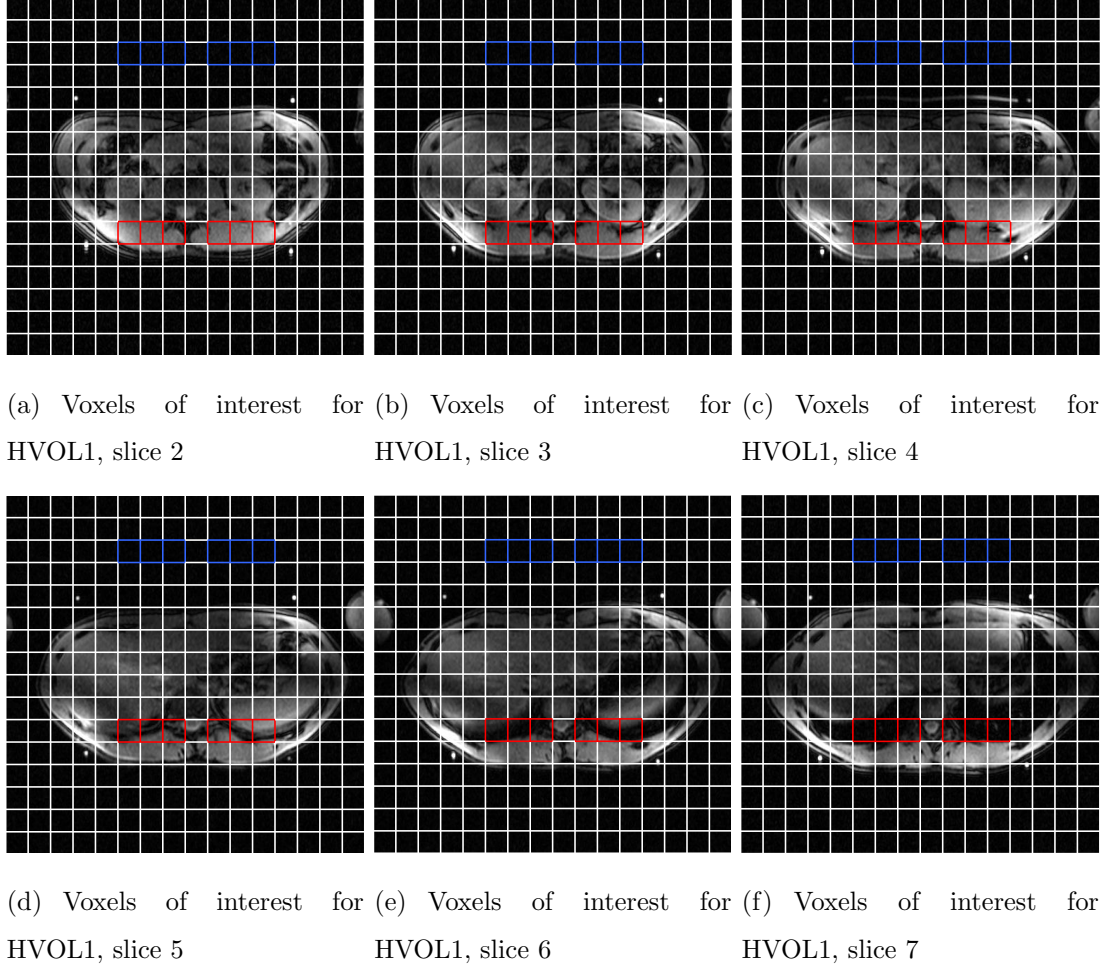 (a) Voxels of interest for
HVOL1, slice 2
(b) Voxels of interest for
HVOL1, slice 3
(c) Voxels of interest for
HVOL1, slice 4
(d) Voxels of interest for
HVOL1, slice 5
(e) Voxels of interest for
HVOL1, slice 6
(f) Voxels of interest for
HVOL1, slice 7